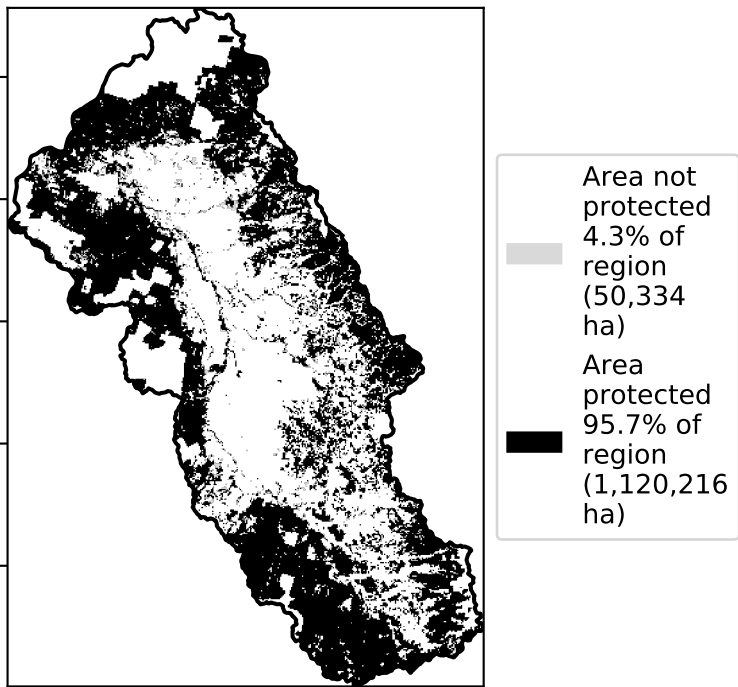 Area not
protected
4.3% of
region
(50,334
ha)
Area
protected
95.7% of
region
(1,120,216
ha)